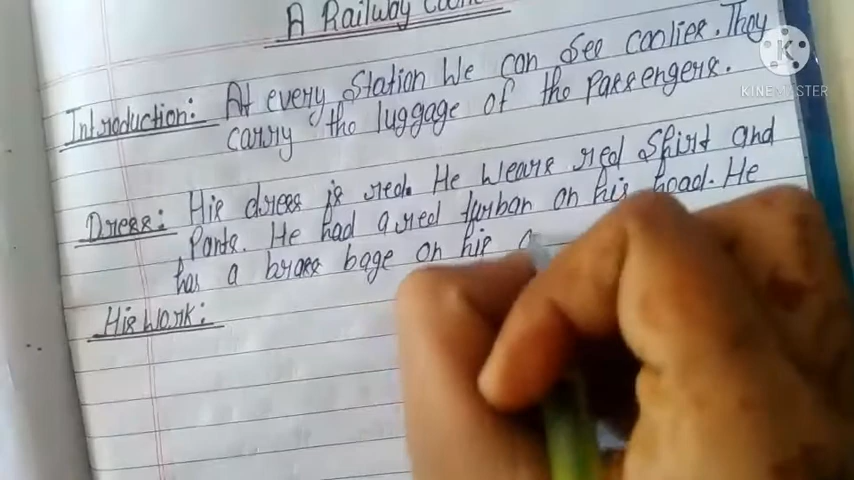 A Railway
Introduction: At every Station We can See coolies. They
carry the luggage of the Passengers.
Dress: His dress is red. He wears red Shirt and
Pants. He had a red turban on his head. He
has a brass bage on his a
His work:
K
KINEMASTER